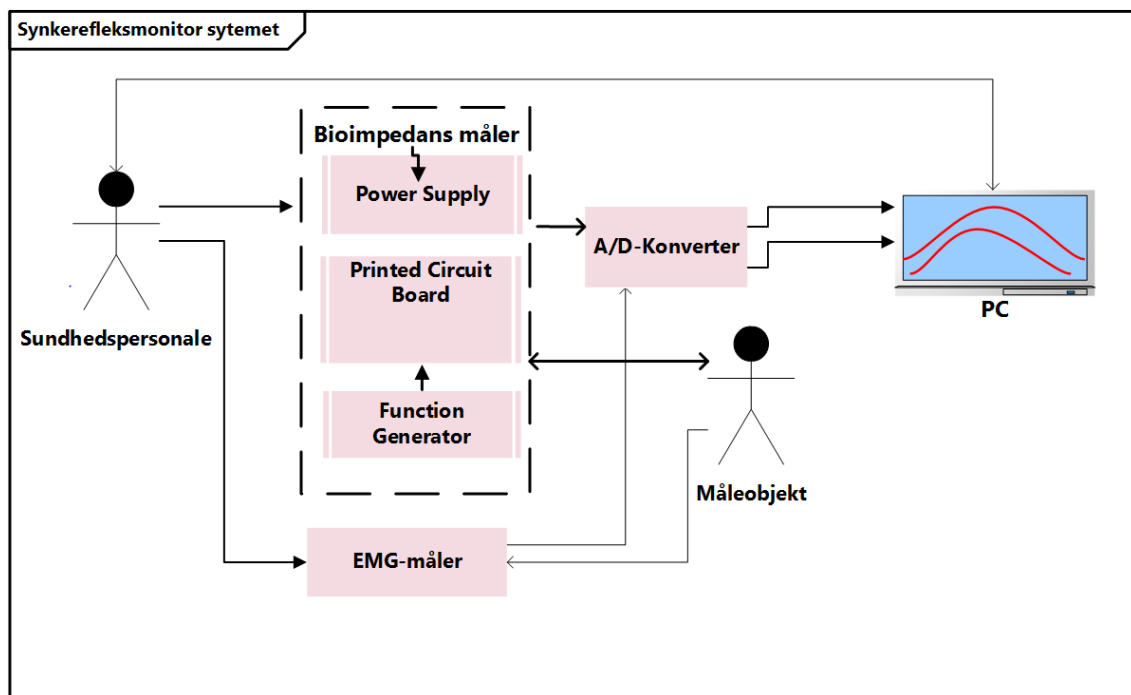 Synkerefleksmonitor sytemet
Bioimpedans måler
Power Supply
Printed Circuit
Board
Function
Generator
A/D-Konverter
PC
Sundhedspersonale
Måleobjekt
EMG-måler